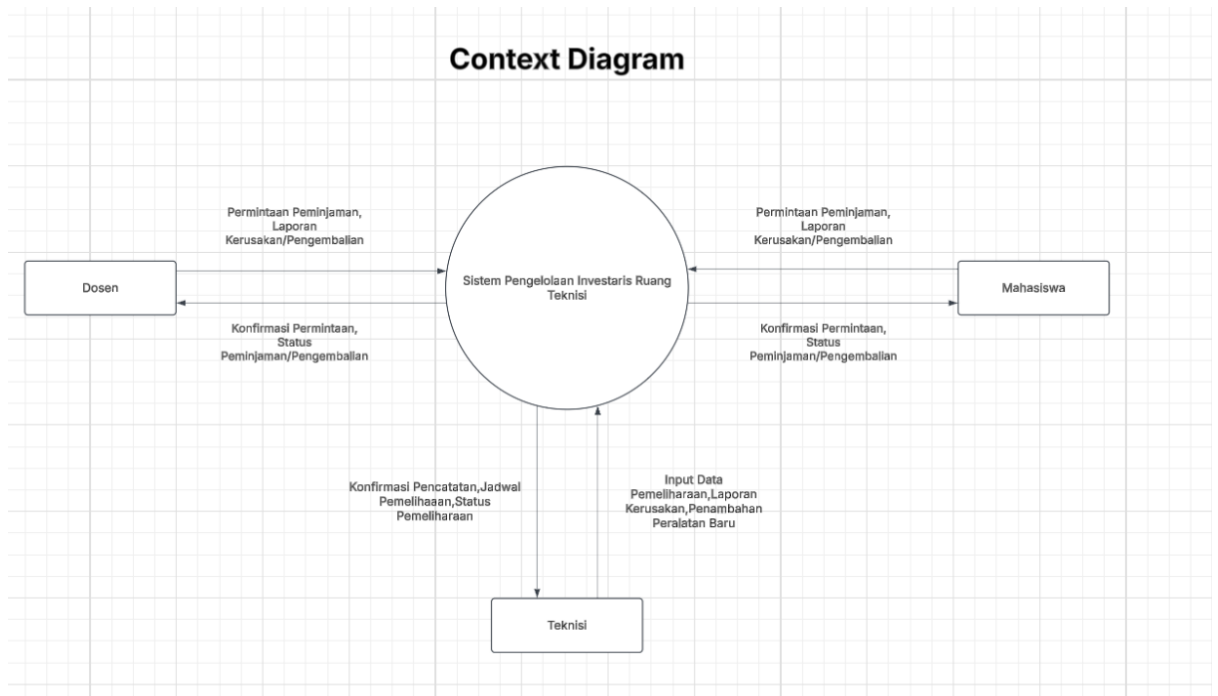 Context Diagram
Permintaan Peminjaman,
Laporan
Kerusakan/Pengembalian
Permintaan Peminjaman,
Laporan
Kerusakan/Pengembalian
Dosen
Sistem Pengelolaan Investaris Ruang
Teknisi
Mahasiswa
Konfirmasi Permintaan,
Status
Peminjaman/Pengembalian
Konfirmasi Permintaan,
Status
Peminjaman/Pengembalian
Konfirmasi Pencatatan,Jadwal
Pemelihaaan,Status
Pemeliharaan
Input Data
Pemeliharaan,Laporan
Kerusakan,Penambahan
Peralatan Baru
Teknisi